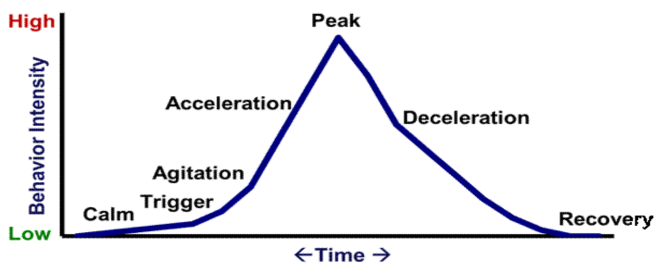 High
Peak
Behavior Intensity
Acceleration
Deceleration
Agitation
Trigger
Calm
Recovery
Low
←Time →